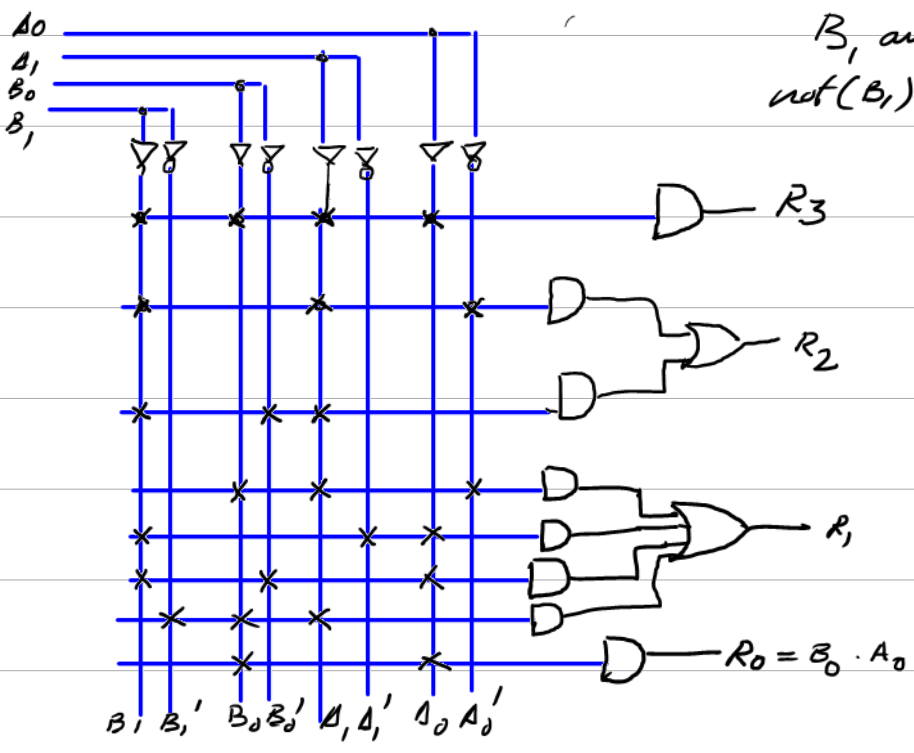 A0
A₁
B₀
B₁
B₁ an
not(B₁)
R3
R₂
R₁
R₀ = B₀ · A₀
B₁ B₁' B₀ B₀' A₁ A₁' A₀ A₀'